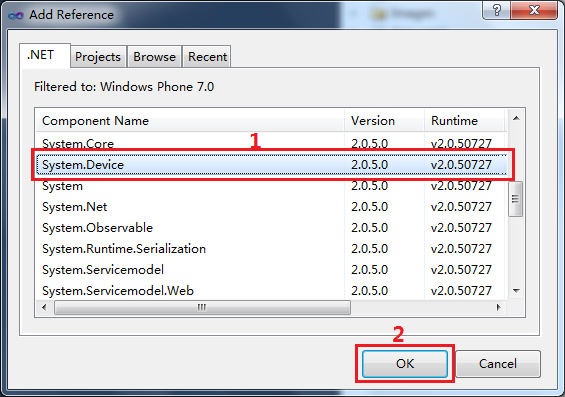 Images
Add Reference
.NET Projects Browse Recent
Filtered to: Windows Phone 7.0
Component Name Version Runtime
1
System.Core 2.0.5.0 v2.0.50727
System.Device 2.0.5.0 v2.0.50727
System 2.0.5.0 v2.0.50727
System.Net 2.0.5.0 v2.0.50727
System.Observable 2.0.5.0 v2.0.50727
System.Runtime.Serialization 2.0.5.0 v2.0.50727
System.Servicemodel 2.0.5.0 v2.0.50727
System.Servicemodel.Web 2.0.5.0 v2.0.50727
2
OK Cancel